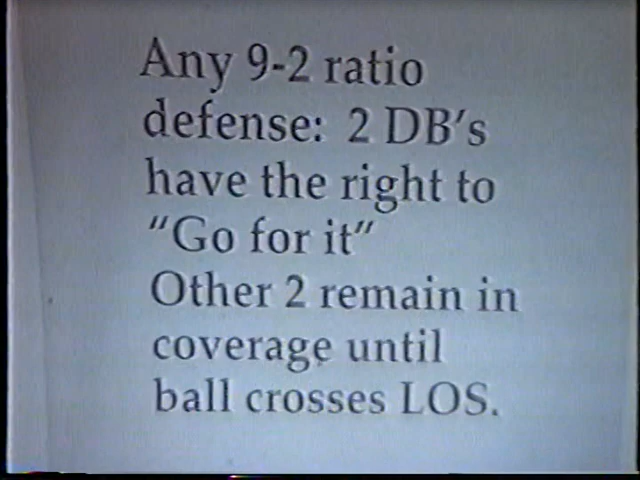 Any 9-2 ratio
defense: 2 DB's
have the right to
"Go for it"
Other 2 remain in
coverage until
ball crosses LOS.